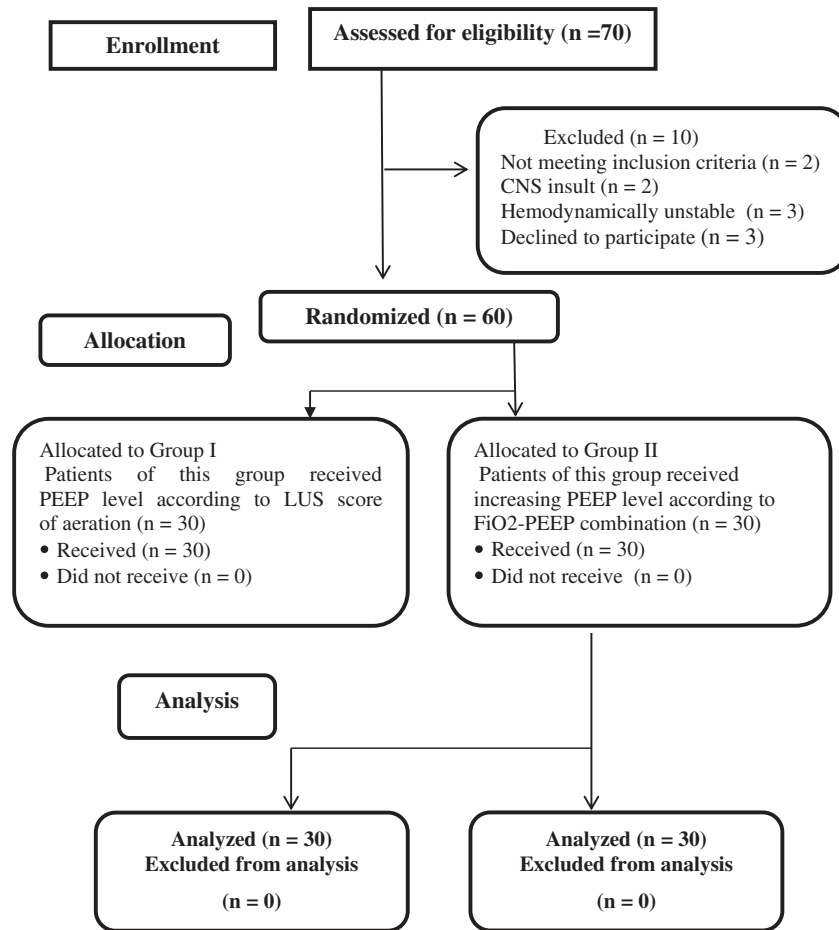 Enrollment
Assessed for eligibility (n =70)
Excluded (n = 10)
Not meeting inclusion criteria (n = 2)
CNS insult (n = 2)
Hemodynamically unstable (n = 3)
Declined to participate (n = 3)
Randomized (n = 60)
Allocation
Allocated to Group I
Patients of this group received
PEEP level according to LUS score
of aeration (n = 30)
• Received (n = 30)
• Did not receive (n = 0)
Allocated to Group II
Patients of this group received
increasing PEEP level according to
FiO2-PEEP combination (n = 30)
• Received (n = 30)
• Did not receive (n = 0)
Analysis
Analyzed (n = 30)
Excluded from analysis
(n = 0)
Analyzed (n = 30)
Excluded from analysis
(n = 0)